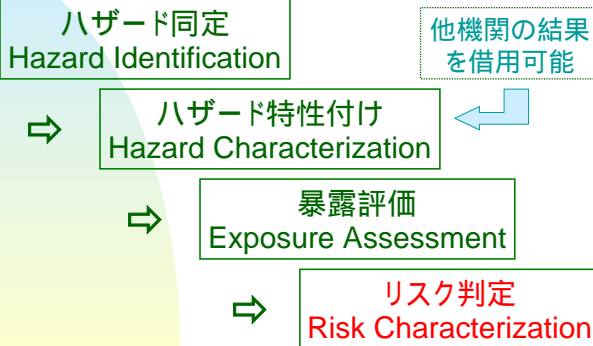 ハザード同定
Hazard Identification
他機関の結果
を借用可能
ハザード特性付け
Hazard Characterization
暴露評価
Exposure Assessment
リスク判定
Risk Characterization